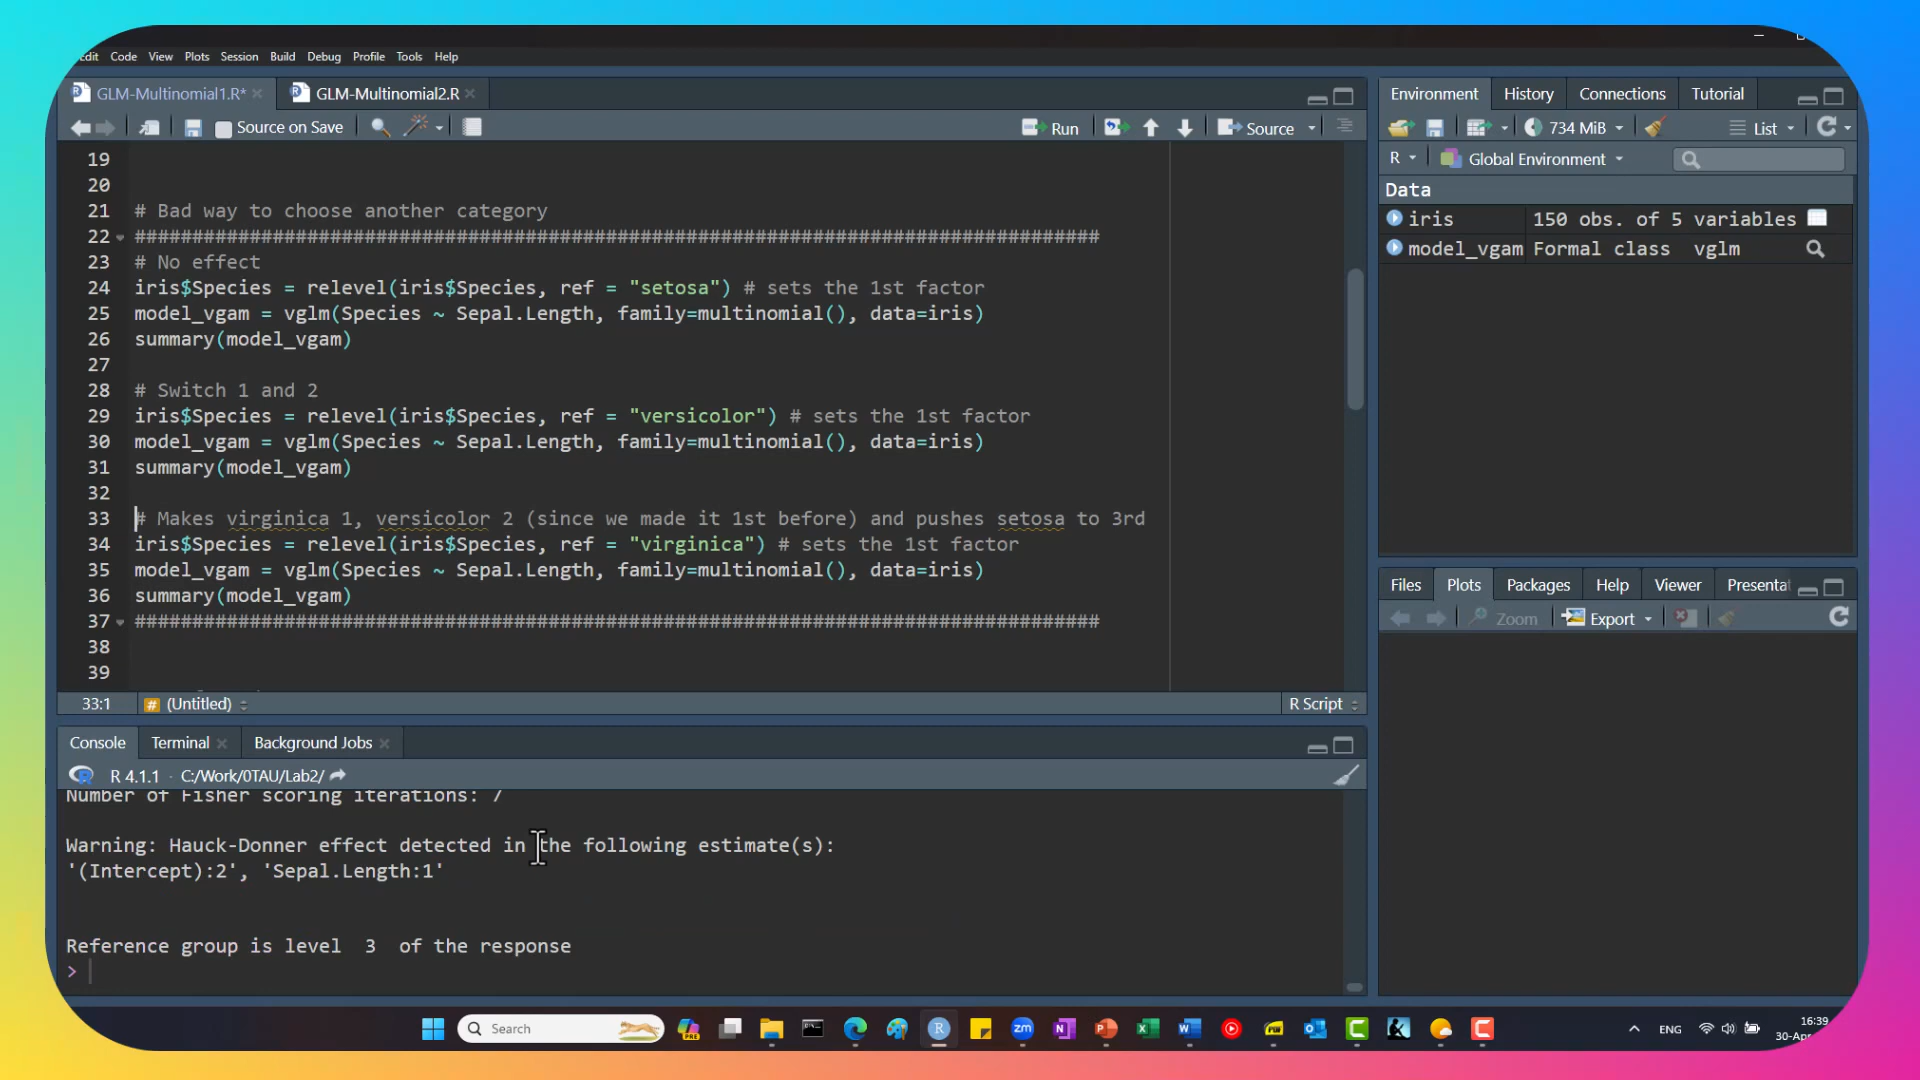 Edit Code View Plots Session Build Debug Profile Tools Help
GLM-Multinomial1.R* GLM-Multinomial2.R
Source on Save Run Source
19
20
21 # Bad way to choose another category
22 ####################################################################################
23 # No effect
24 iris$Species = relevel(iris$Species, ref = "setosa") # sets the 1st factor
25 model_vgam = vglm(Species ~ Sepal.Length, family=multinomial(), data=iris)
26 summary(model_vgam)
27
28 # Switch 1 and 2
29 iris$Species = relevel(iris$Species, ref = "versicolor") # sets the 1st factor
30 model_vgam = vglm(Species ~ Sepal.Length, family=multinomial(), data=iris)
31 summary(model_vgam)
32
33 # Makes virginica 1, versicolor 2 (since we made it 1st before) and pushes setosa to 3rd
34 iris$Species = relevel(iris$Species, ref = "virginica") # sets the 1st factor
35 model_vgam = vglm(Species ~ Sepal.Length, family=multinomial(), data=iris)
36 summary(model_vgam)
37 ####################################################################################
38
39
33:1 # (Untitled) R Script
Console Terminal Background Jobs
R 4.1.1 · C:/Work/0TAU/Lab2/
Number of Fisher scoring iterations: 7
Warning: Hauck-Donner effect detected in the following estimate(s):
'(Intercept):2', 'Sepal.Length:1'
Reference group is level 3 of the response
>
Environment History Connections Tutorial
734 MiB List
R Global Environment
Data
iris 150 obs. of 5 variables
model_vgam Formal class vglm
Files Plots Packages Help Viewer
Zoom Export
Search
PRE
zm
ENG
16:39